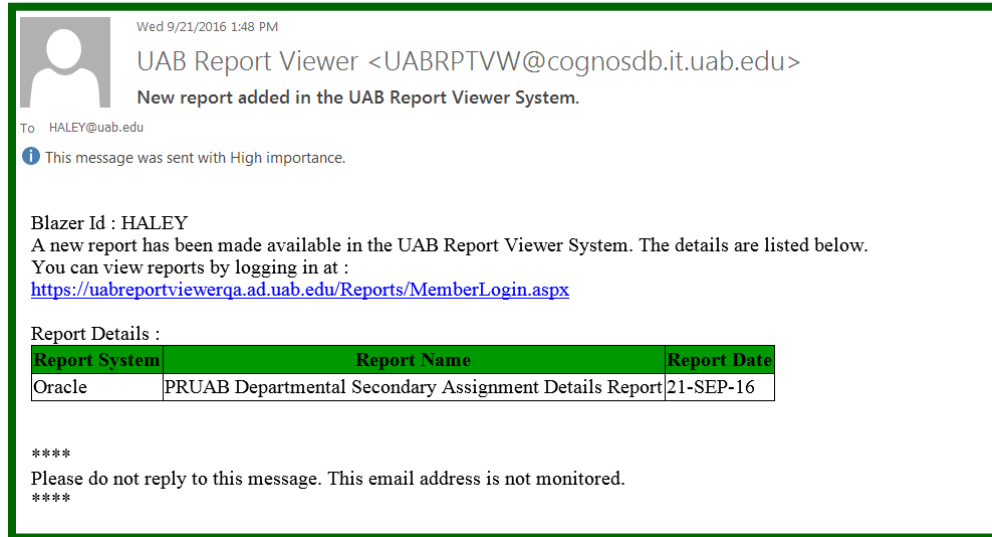 Wed 9/21/2016 1:48 PM
UAB Report Viewer <UABRPTVW@cognosdb.it.uab.edu>
New report added in the UAB Report Viewer System.
To HALEY@uab.edu
This message was sent with High importance.
Blazer Id : HALEY
A new report has been made available in the UAB Report Viewer System. The details are listed below.
You can view reports by logging in at :
https://uabreportviewerqa.ad.uab.edu/Reports/MemberLogin.aspx
Report Details :
Report System Report Name Report Date
Oracle PRUAB Departmental Secondary Assignment Details Report 21-SEP-16
****
Please do not reply to this message. This email address is not monitored.
****